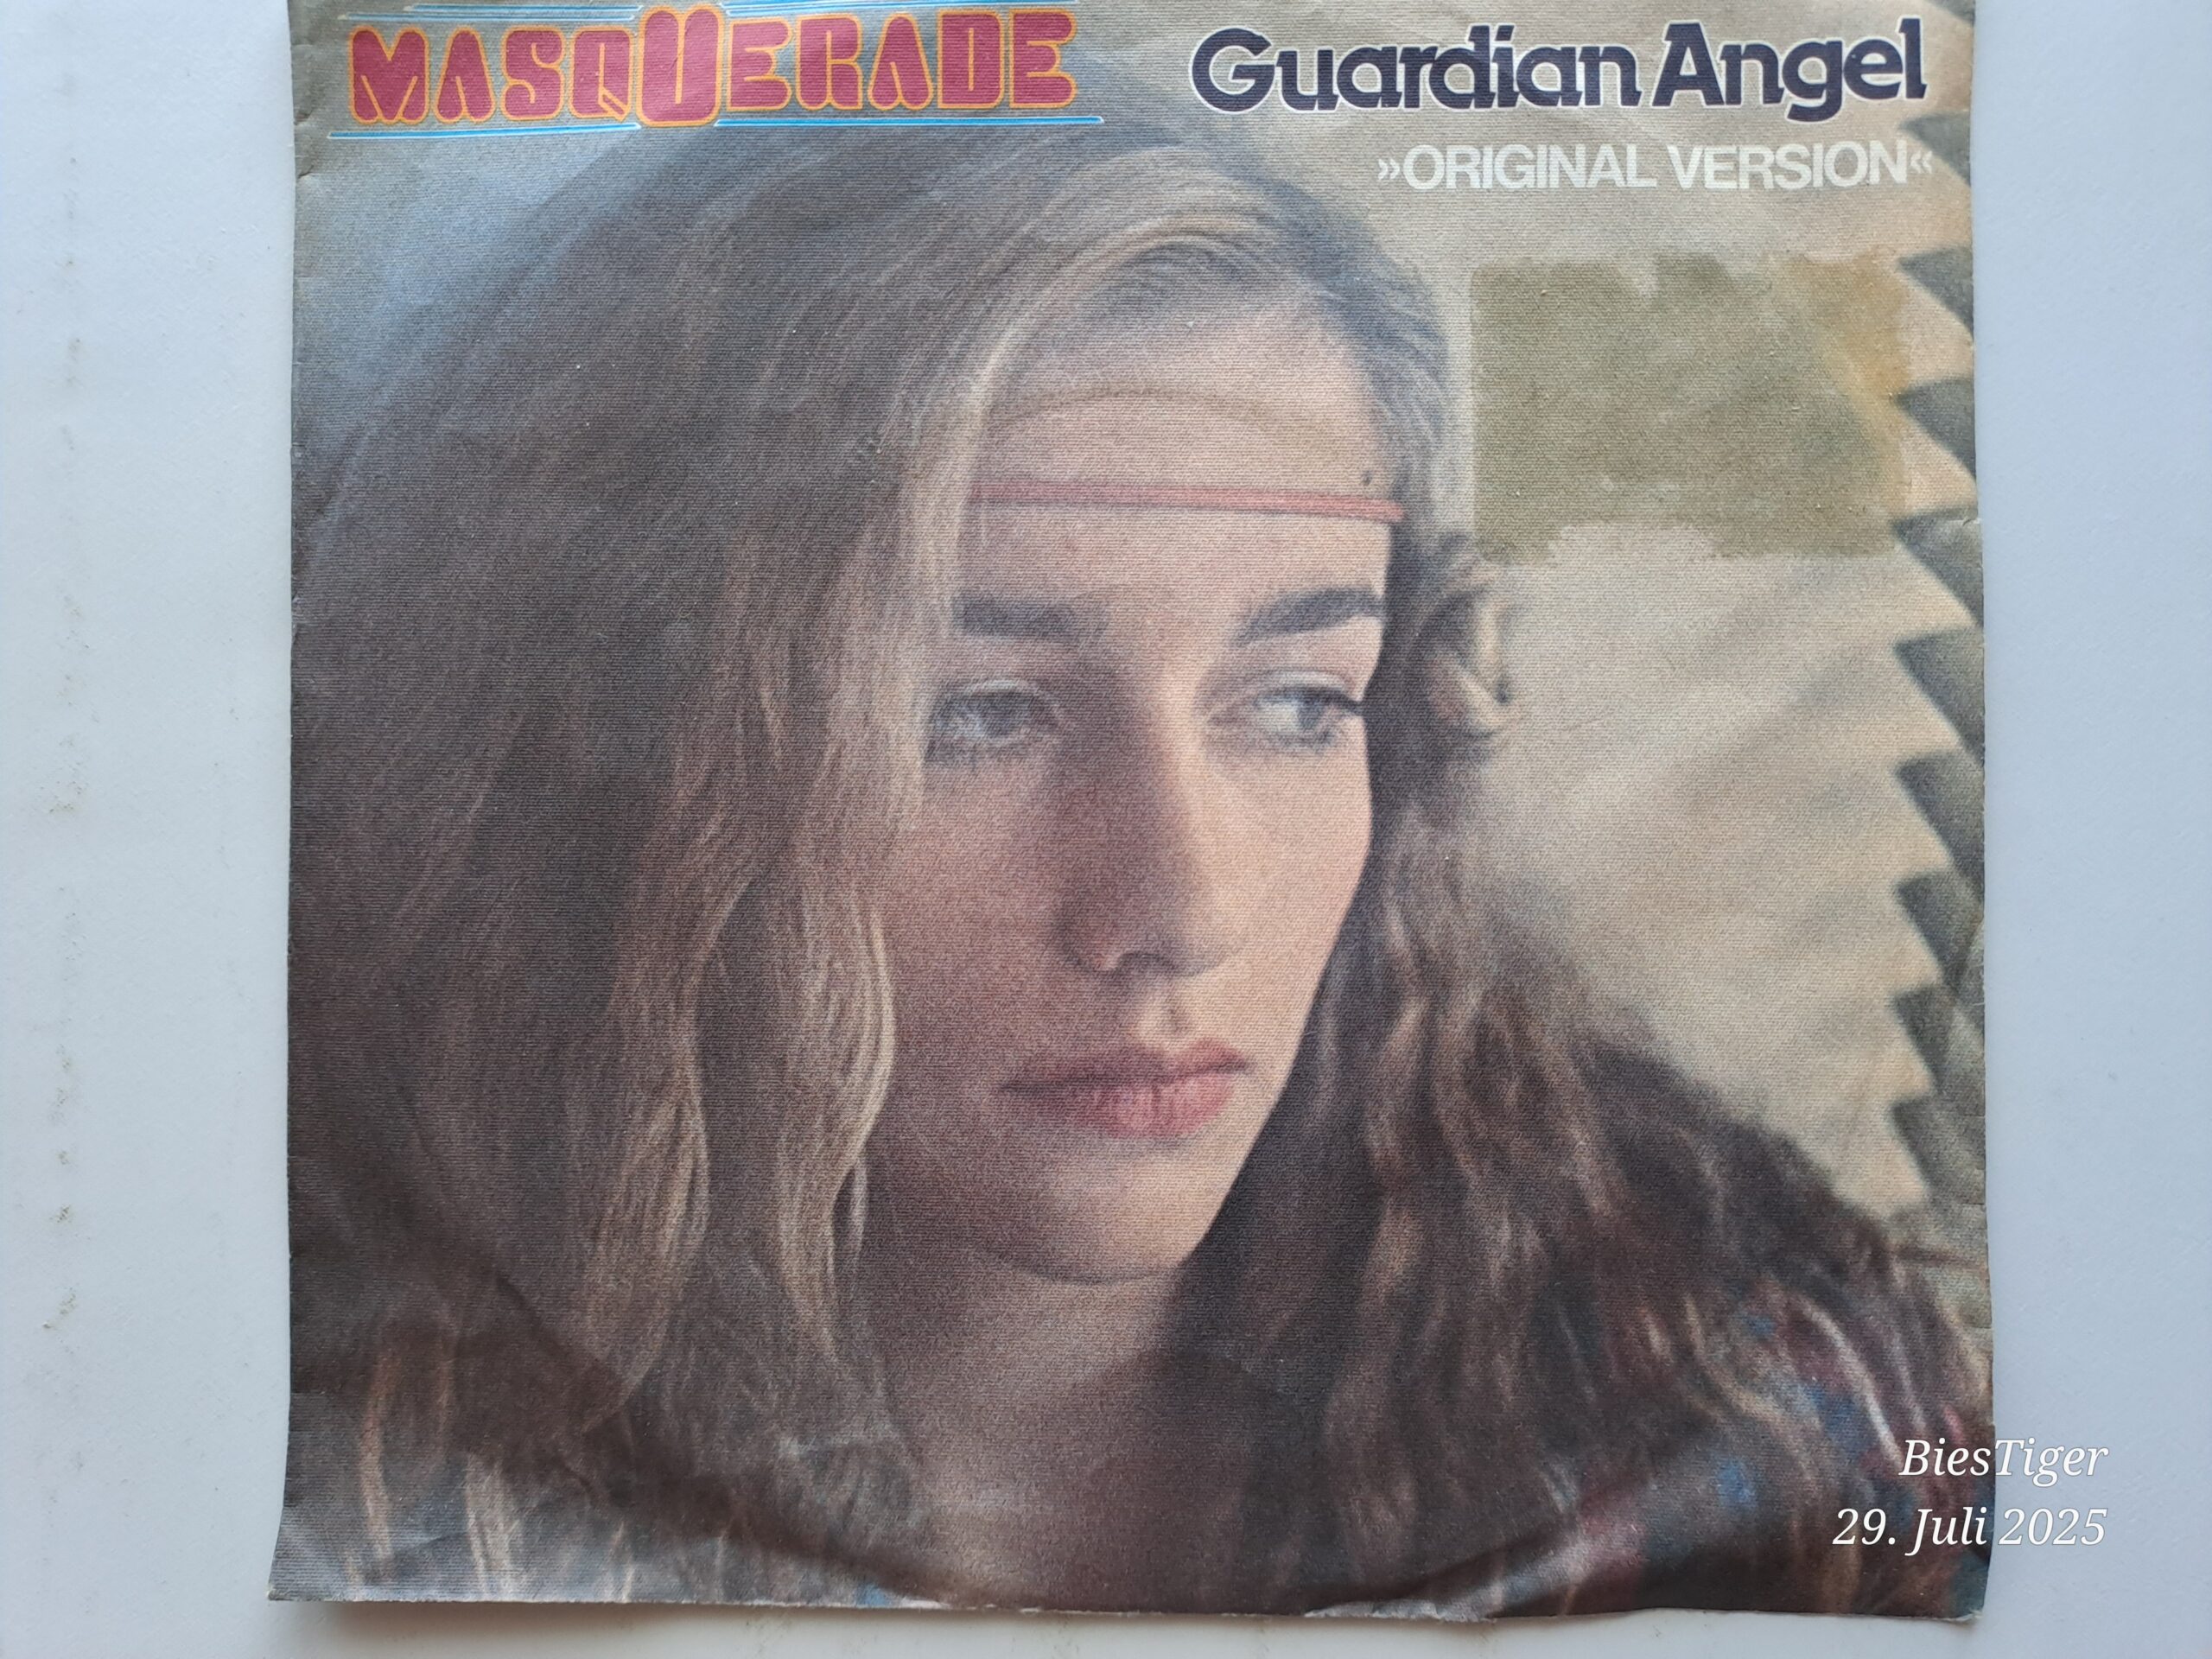 MASQUERADE
Guardian Angel
»ORIGINAL VERSION«
BiesTiger
29. Juli 2025